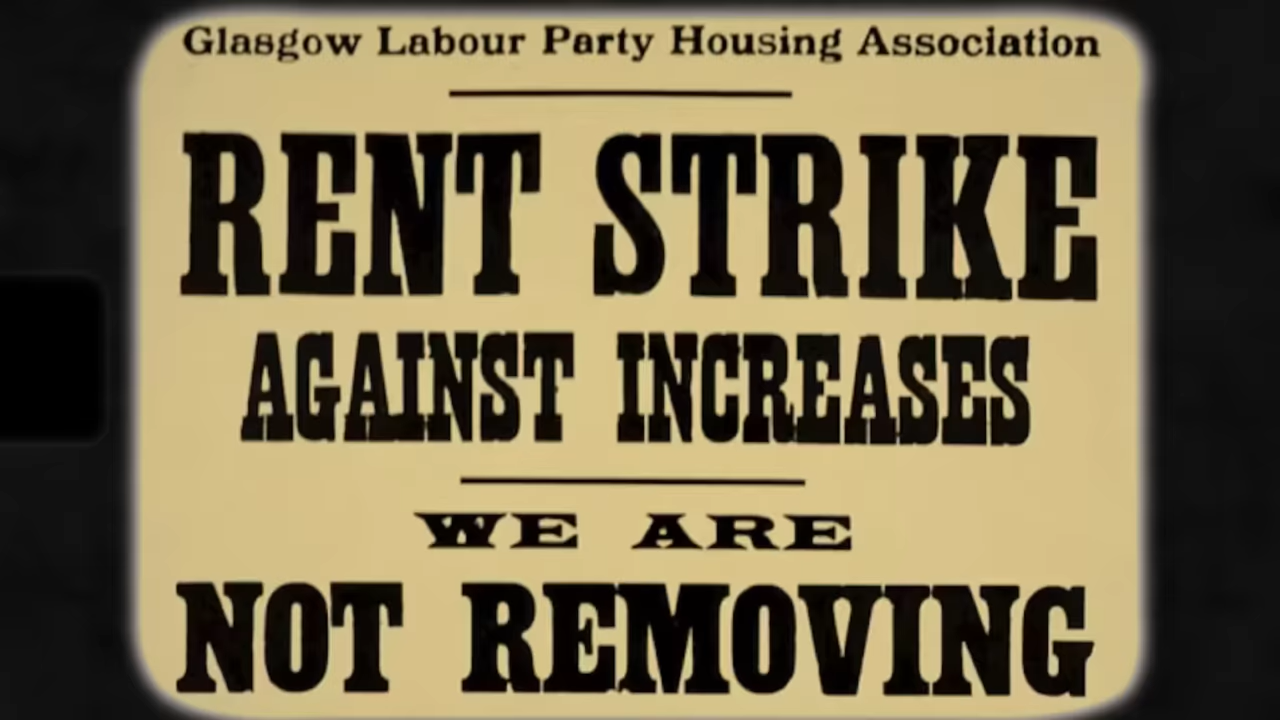 Glasgow Labour Party Housing Association
RENT STRIKE
AGAINST INCREASES
WE ARE
NOT REMOVING